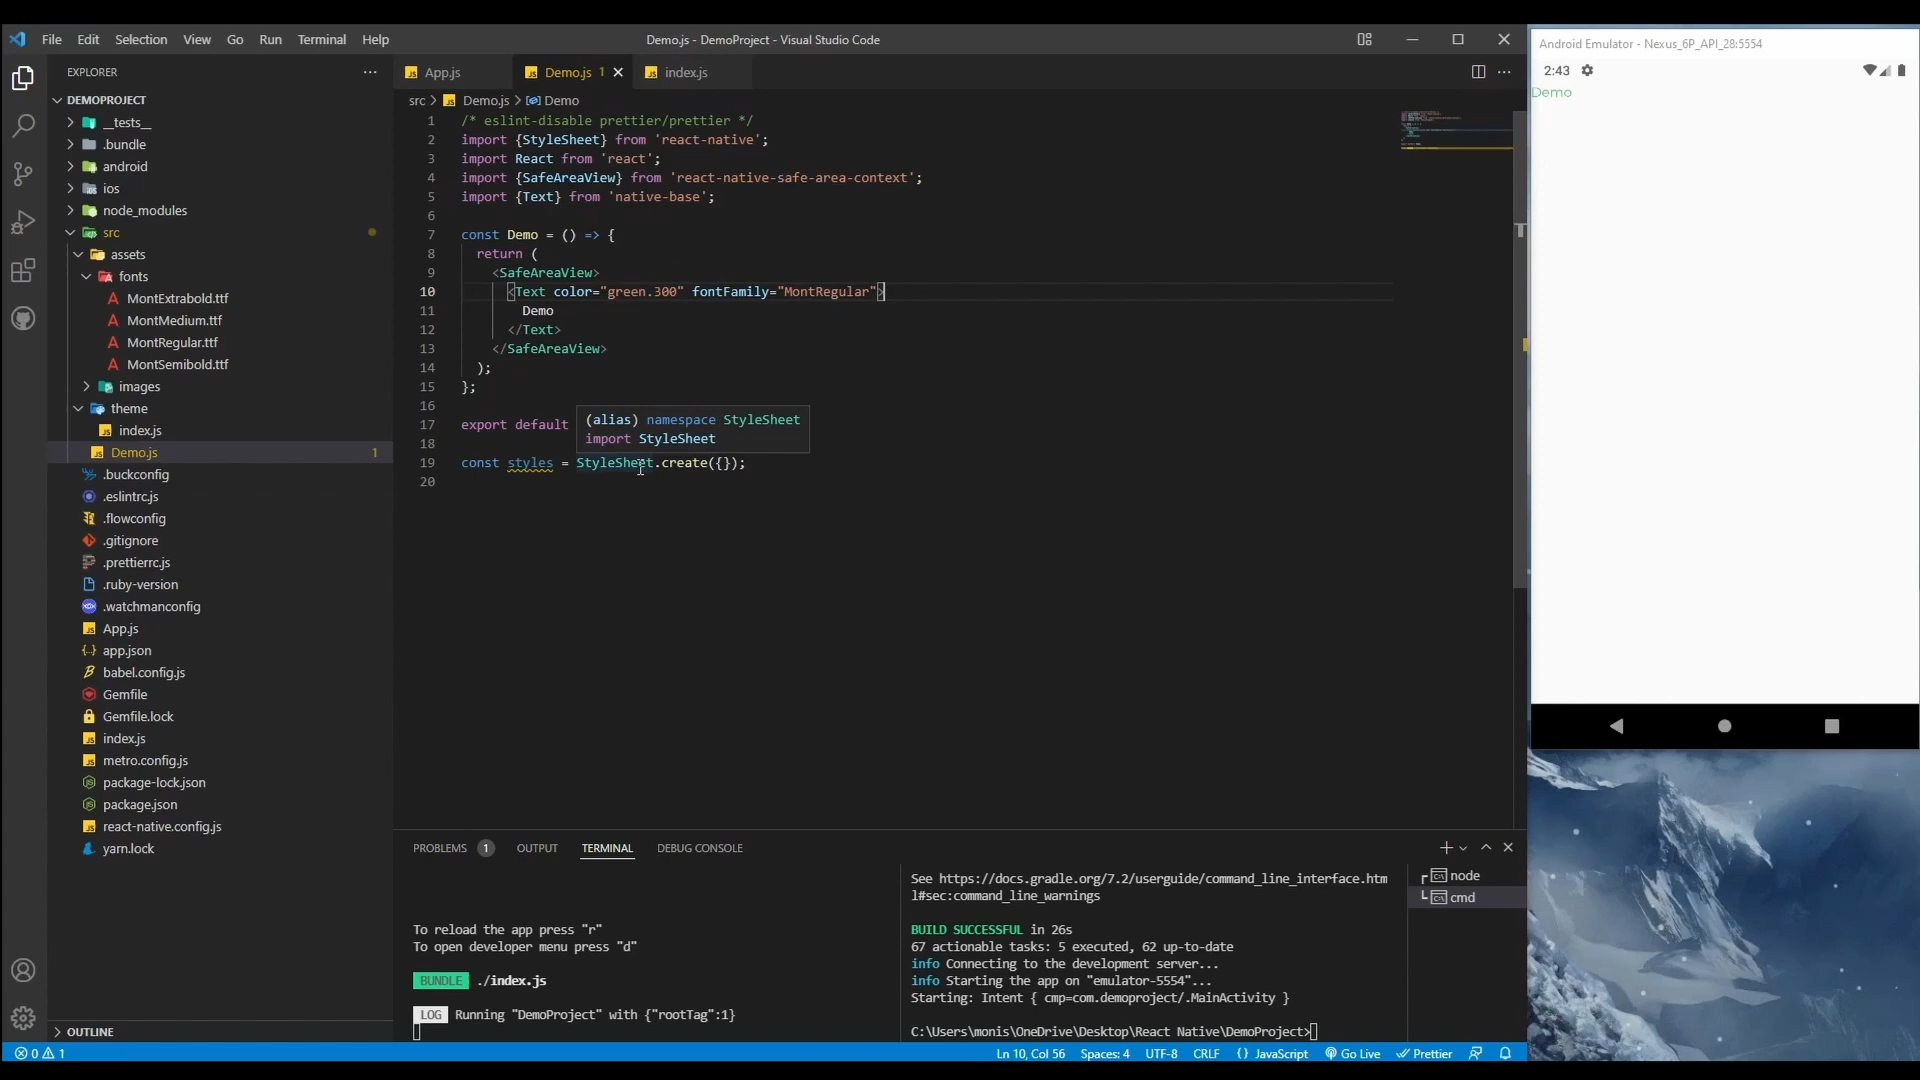 File Edit Selection View Go Run Terminal Help
Demo.js - DemoProject - Visual Studio Code
Android Emulator - Nexus_6P_API_28:5554
2:43
Demo
EXPLORER
DEMOPROJECT
__tests__
.bundle
android
ios
node_modules
src
assets
fonts
MontExtrabold.ttf
MontMedium.ttf
MontRegular.ttf
MontSemibold.ttf
images
theme
index.js
Demo.js 1
.buckconfig
.eslintrc.js
.flowconfig
.gitignore
.prettierrc.js
.ruby-version
.watchmanconfig
App.js
app.json
babel.config.js
Gemfile
Gemfile.lock
index.js
metro.config.js
package-lock.json
package.json
react-native.config.js
yarn.lock
OUTLINE
App.js Demo.js 1 index.js
src > Demo.js > Demo
1 /* eslint-disable prettier/prettier */
2 import {StyleSheet} from 'react-native';
3 import React from 'react';
4 import {SafeAreaView} from 'react-native-safe-area-context';
5 import {Text} from 'native-base';
6
7 const Demo = () => {
8 return (
9 <SafeAreaView>
10 <Text color="green.300" fontFamily="MontRegular">
11 Demo
12 </Text>
13 </SafeAreaView>
14 );
15 };
16
17 export default
(alias) namespace StyleSheet
import StyleSheet
18
19 const styles = StyleSheet.create({});
20
PROBLEMS 1 OUTPUT TERMINAL DEBUG CONSOLE
To reload the app press "r"
To open developer menu press "d"
BUNDLE ./index.js
LOG Running "DemoProject" with {"rootTag":1}
See https://docs.gradle.org/7.2/userguide/command_line_interface.htm
l#sec:command_line_warnings
BUILD SUCCESSFUL in 26s
67 actionable tasks: 5 executed, 62 up-to-date
info Connecting to the development server...
info Starting the app on "emulator-5554"...
Starting: Intent { cmp=com.demoproject/.MainActivity }
C:\Users\monis\OneDrive\Desktop\React Native\DemoProject>
node
cmd
0 1
Ln 10, Col 56 Spaces: 4 UTF-8 CRLF {} JavaScript Go Live Prettier